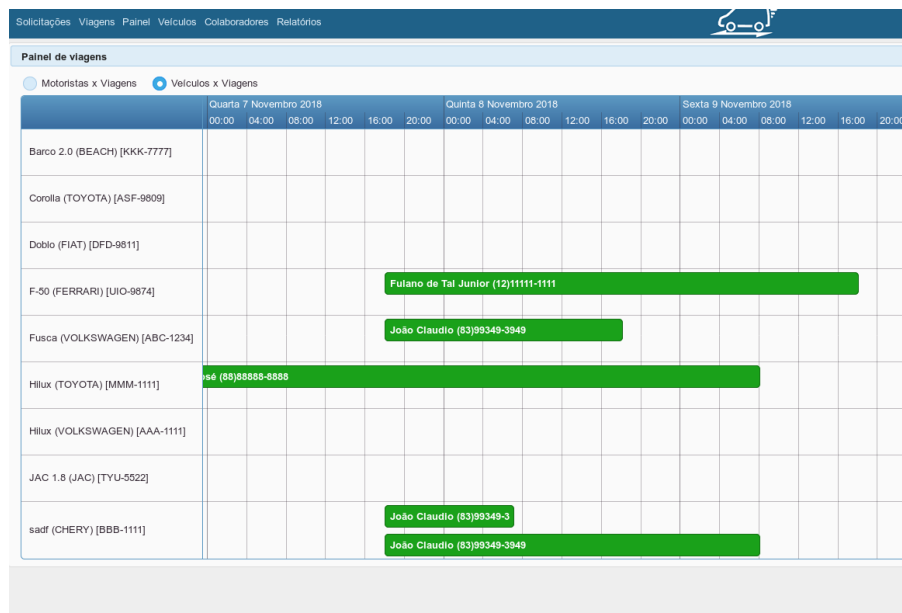 Solicitações Viagens Painel Veículos Colaboradores Relatórios
Painel de viagens
Motoristas x Viagens Veículos x Viagens
Quarta 7 Novembro 2018 Quinta 8 Novembro 2018 Sexta 9 Novembro 2018
00:00 04:00 08:00 12:00 16:00 20:00 00:00 04:00 08:00 12:00 16:00 20:00 00:00 04:00 08:00 12:00 16:00 20:00
Barco 2.0 (BEACH) [KKK-7777]
Corolla (TOYOTA) [ASF-9809]
Doblo (FIAT) [DFD-9811]
F-50 (FERRARI) [UIO-9874] Fulano de Tal Junior (12)11111-1111
Fusca (VOLKSWAGEN) [ABC-1234] João Claudio (83)99349-3949
Hilux (TOYOTA) [MMM-1111] osé (88)88888-8888
Hilux (VOLKSWAGEN) [AAA-1111]
JAC 1.8 (JAC) [TYU-5522]
João Claudio (83)99349-3
sadf (CHERY) [BBB-1111]
João Claudio (83)99349-3949